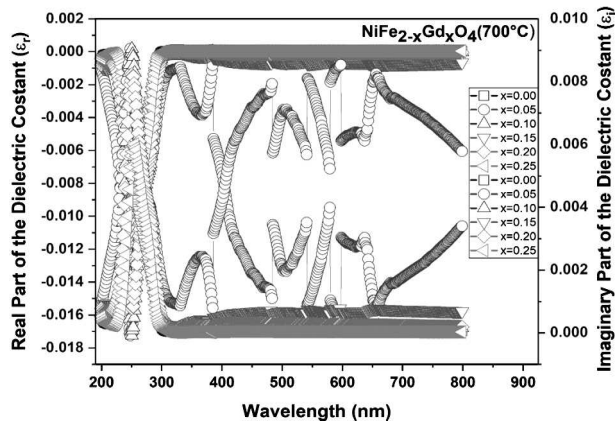 NiFe2-xGdxO4(700°C)
Real Part of the Dielectric Costant (εr)
0.002
0.000
-0.002
-0.004
-0.006
-0.008
-0.010
-0.012
-0.014
-0.016
-0.018
200 300 400 500 600 700 800 900
Wavelength (nm)
0.010
0.008
0.006
0.004
0.002
0.000
Imaginary Part of the Dielectric Costant (εi)
x=0.00
x=0.05
x=0.10
x=0.15
x=0.20
x=0.25
x=0.00
x=0.05
x=0.10
x=0.15
x=0.20
x=0.25